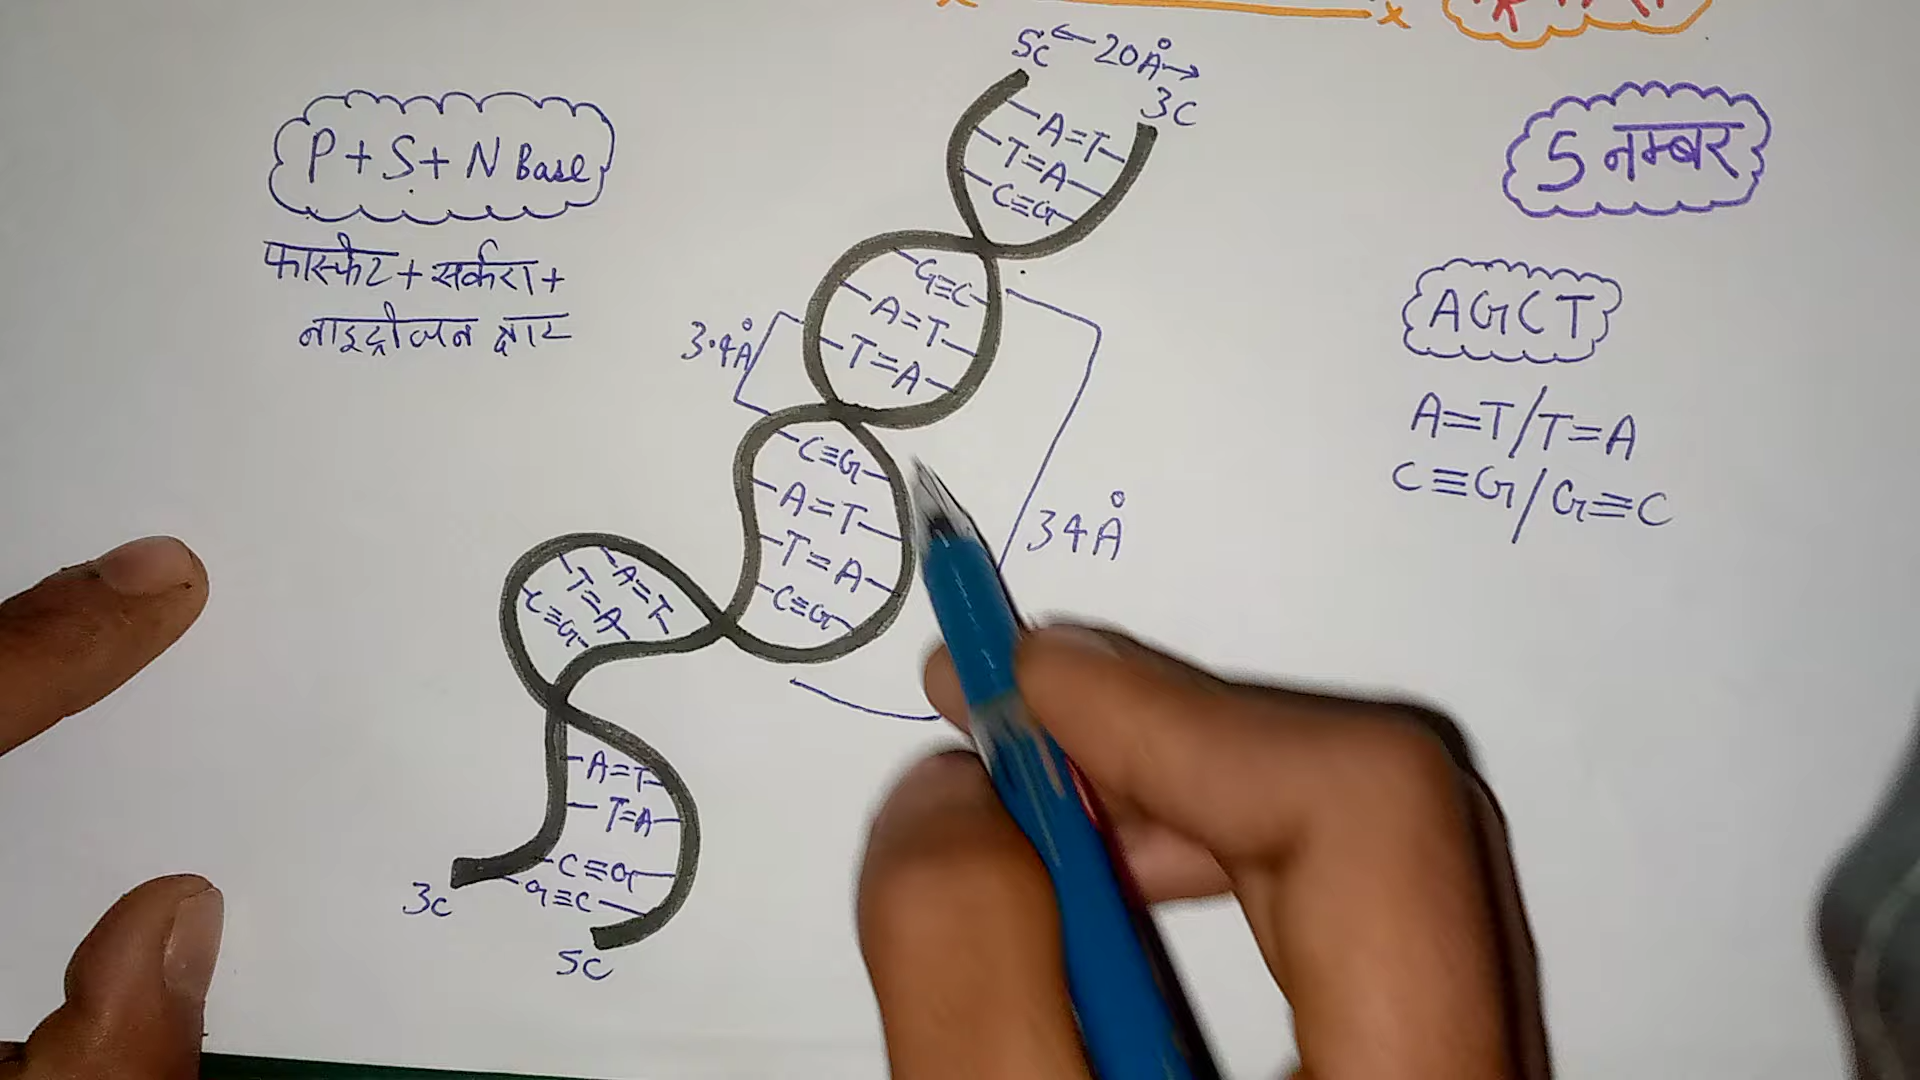 5C ← 20Å →
3C
P + S + N Base
फास्फेट + सर्करा +
नाइट्रोजन क्षार
5 नम्बर
AGCT
A=T/T=A
C≡G/G≡C
A=T
T=A
C≡G
G≡C
A=T
T=A
3.4Å
34Å
C≡G
A=T
T=A
C≡G
A=T
T=A
C≡G
A=T
T=A
C≡G
G≡C
3C
5C